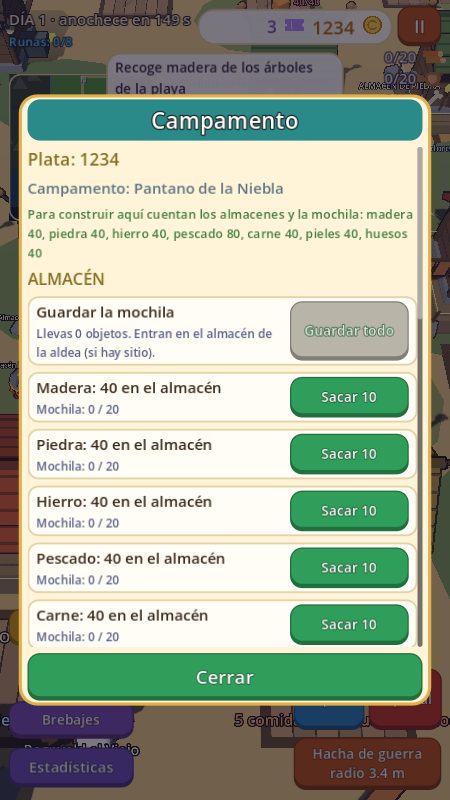 DÍA 1 · anochece en 149 s
3
1234
Runas: 0/8
Recoge madera de los árboles
de la playa
0/20
0/20
Campamento
Plata: 1234
Campamento: Pantano de la Niebla
Para construir aquí cuentan los almacenes y la mochila: madera
40, piedra 40, hierro 40, pescado 80, carne 40, pieles 40, huesos
40
ALMACÉN
Guardar la mochila
Llevas 0 objetos. Entran en el almacén de
la aldea (si hay sitio).
Guardar todo
Madera: 40 en el almacén
Mochila: 0 / 20
Sacar 10
Piedra: 40 en el almacén
Mochila: 0 / 20
Sacar 10
Hierro: 40 en el almacén
Mochila: 0 / 20
Sacar 10
Pescado: 40 en el almacén
Mochila: 0 / 20
Sacar 10
Carne: 40 en el almacén
Mochila: 0 / 20
Sacar 10
Cerrar
Brebajes
5 comid
Estadísticas
Hacha de guerra
radio 3.4 m